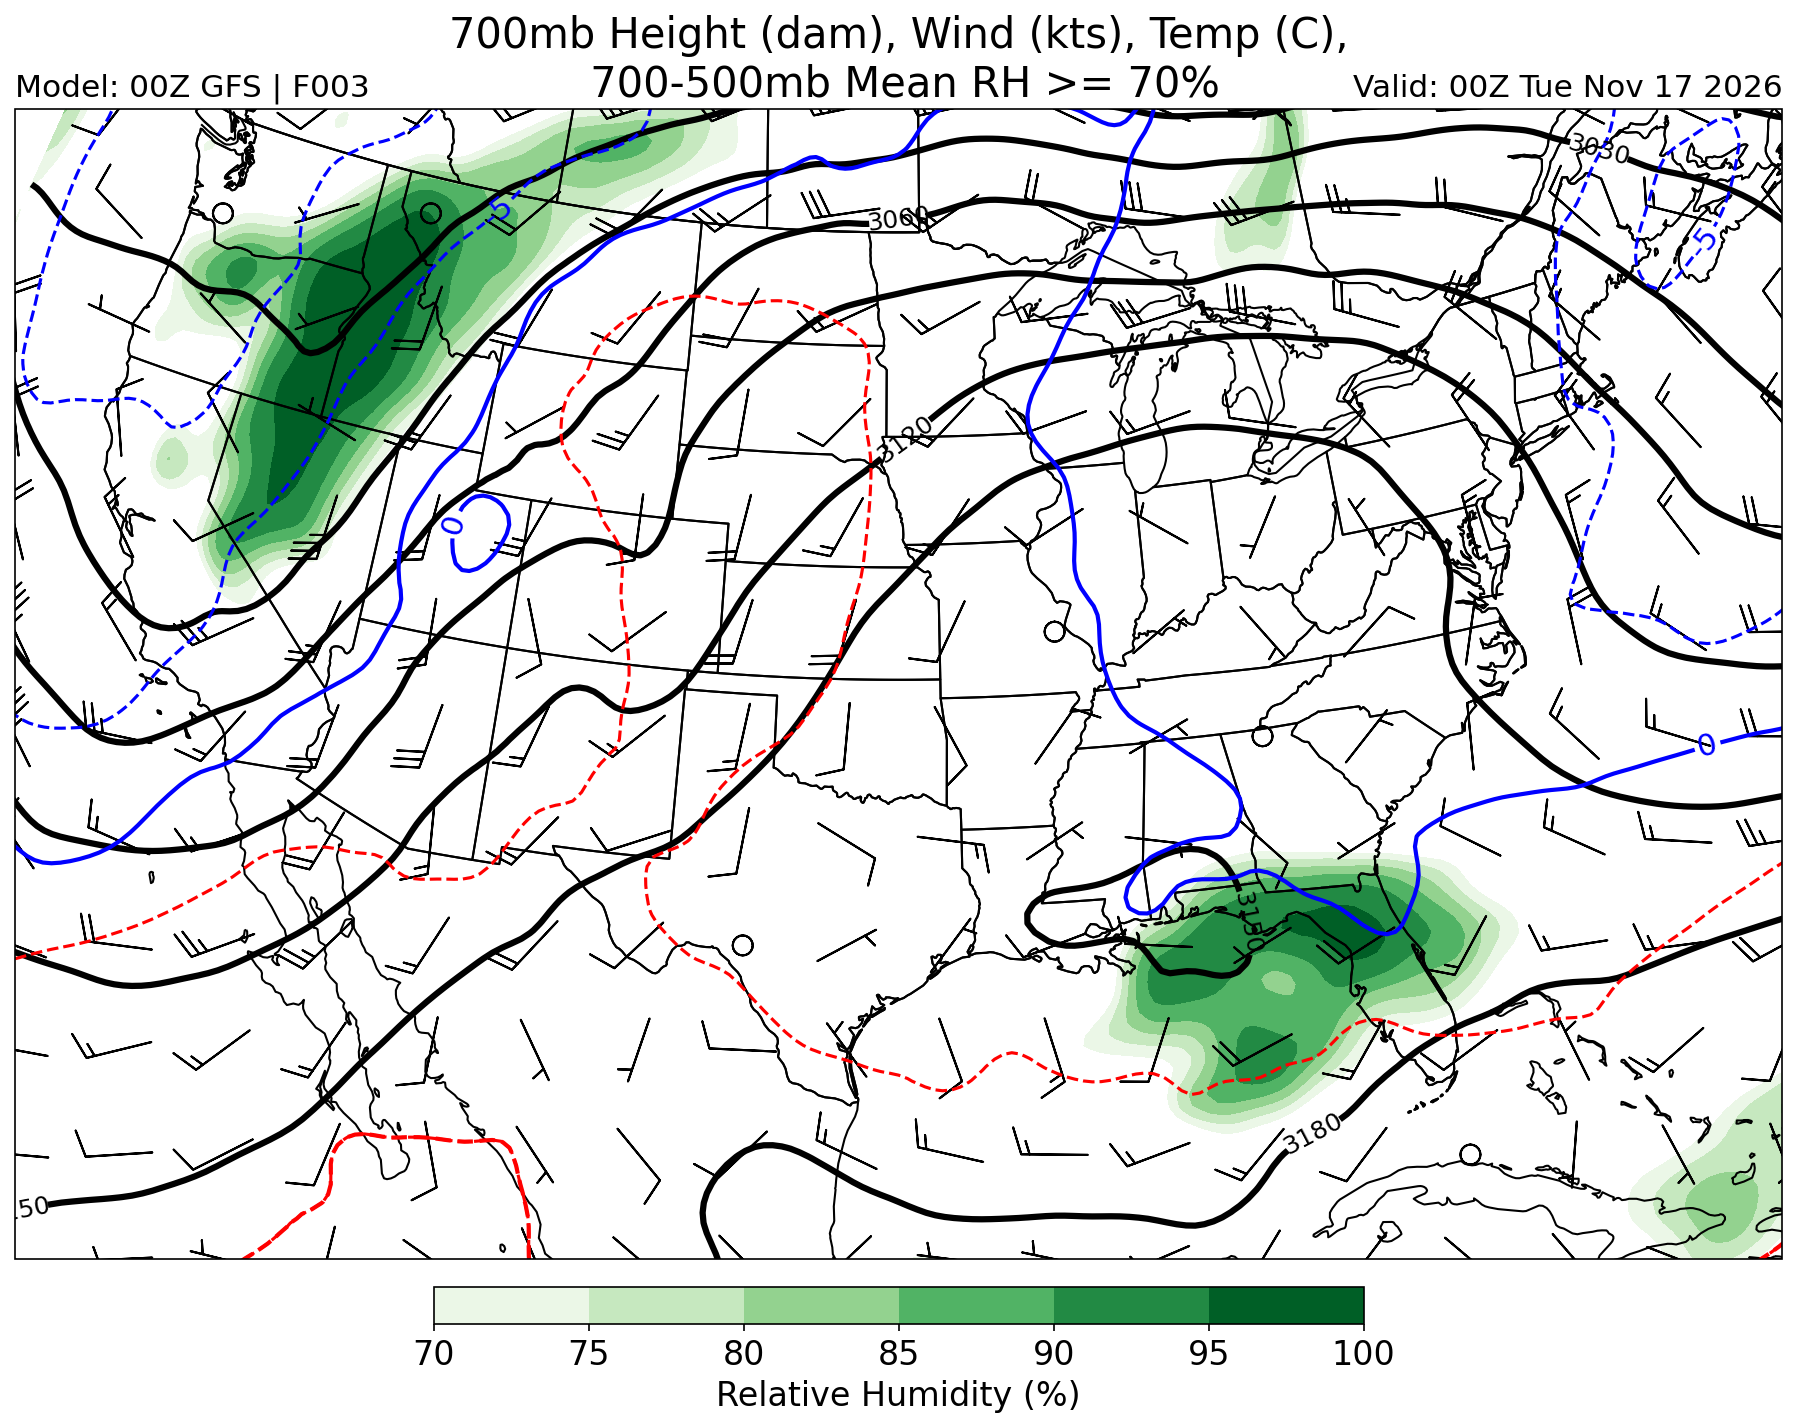 700mb Height (dam), Wind (kts), Temp (C),
Model: 00Z GFS | F003
700-500mb Mean RH >= 70%
Valid: 00Z Tue Nov 17 2026
3030
-5
3060
-5
3120
0
0
3180
3180
150
70 75 80 85 90 95 100
Relative Humidity (%)